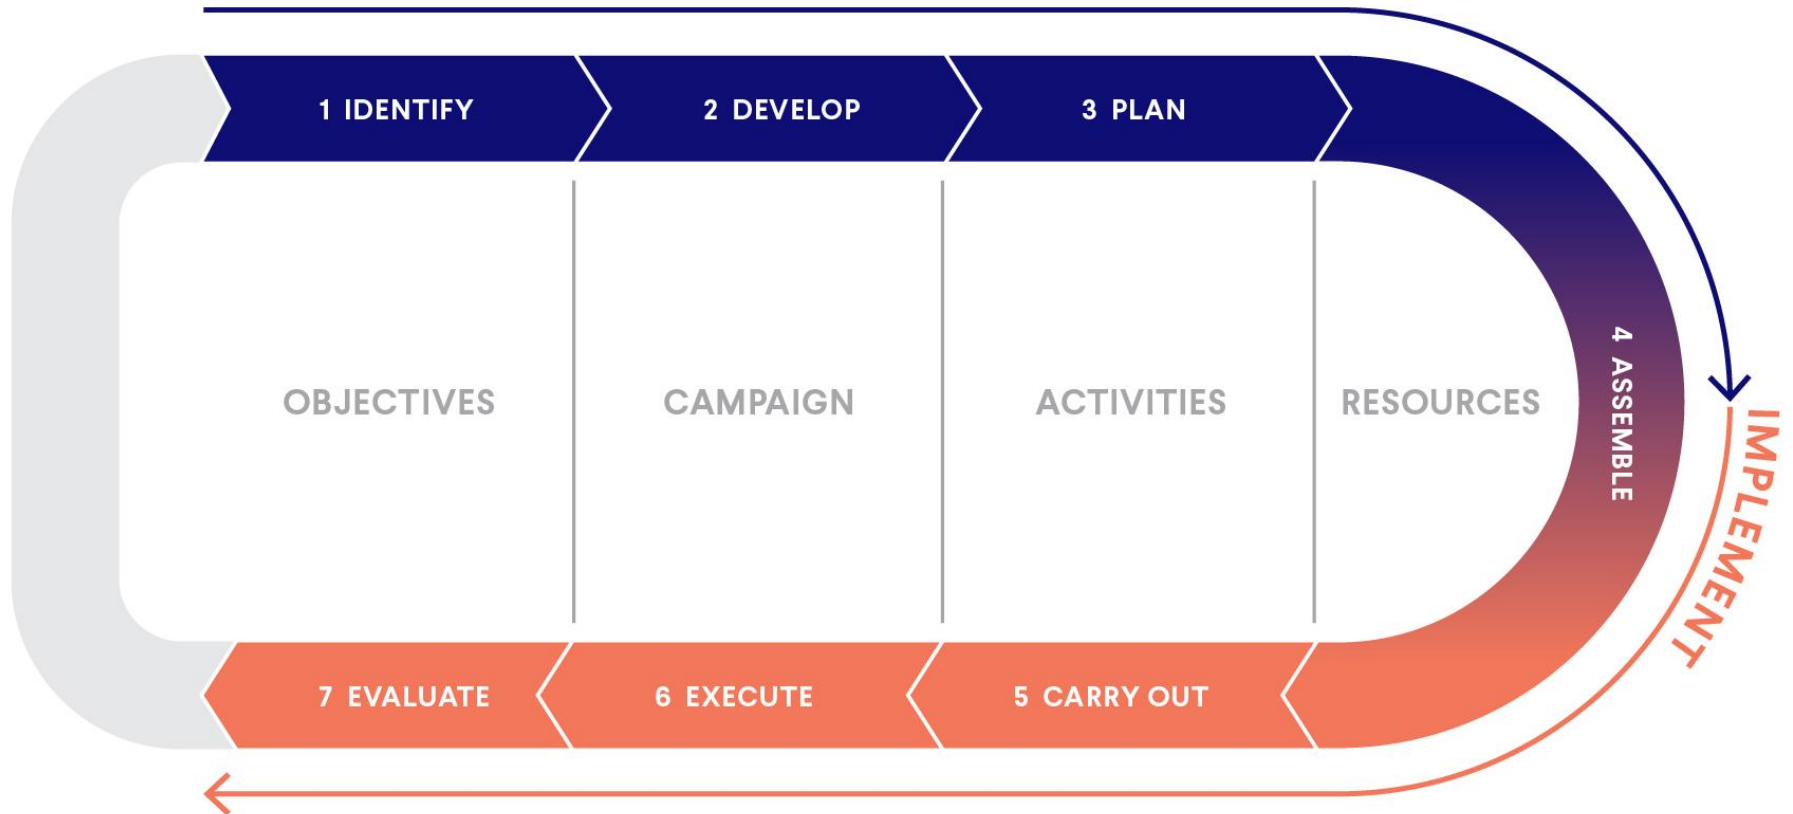 1 IDENTIFY
2 DEVELOP
3 PLAN
4 ASSEMBLE
OBJECTIVES
CAMPAIGN
ACTIVITIES
RESOURCES
IMPLEMENT
5 CARRY OUT
6 EXECUTE
7 EVALUATE